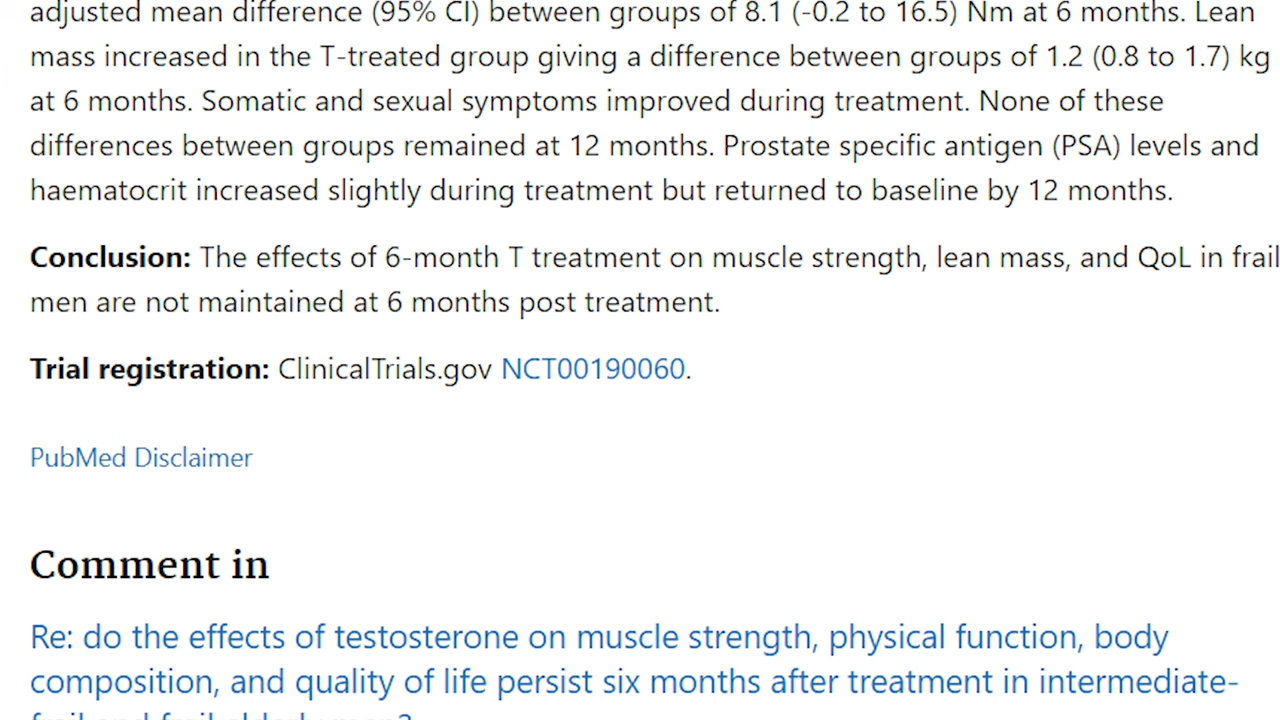 adjusted mean difference (95% CI) between groups of 8.1 (-0.2 to 16.5) Nm at 6 months. Lean
mass increased in the T-treated group giving a difference between groups of 1.2 (0.8 to 1.7) kg
at 6 months. Somatic and sexual symptoms improved during treatment. None of these
differences between groups remained at 12 months. Prostate specific antigen (PSA) levels and
haematocrit increased slightly during treatment but returned to baseline by 12 months.
Conclusion: The effects of 6-month T treatment on muscle strength, lean mass, and QoL in frail
men are not maintained at 6 months post treatment.
Trial registration: ClinicalTrials.gov NCT00190060.
PubMed Disclaimer
Comment in
Re: do the effects of testosterone on muscle strength, physical function, body
composition, and quality of life persist six months after treatment in intermediate-
frail and frail elderly men?